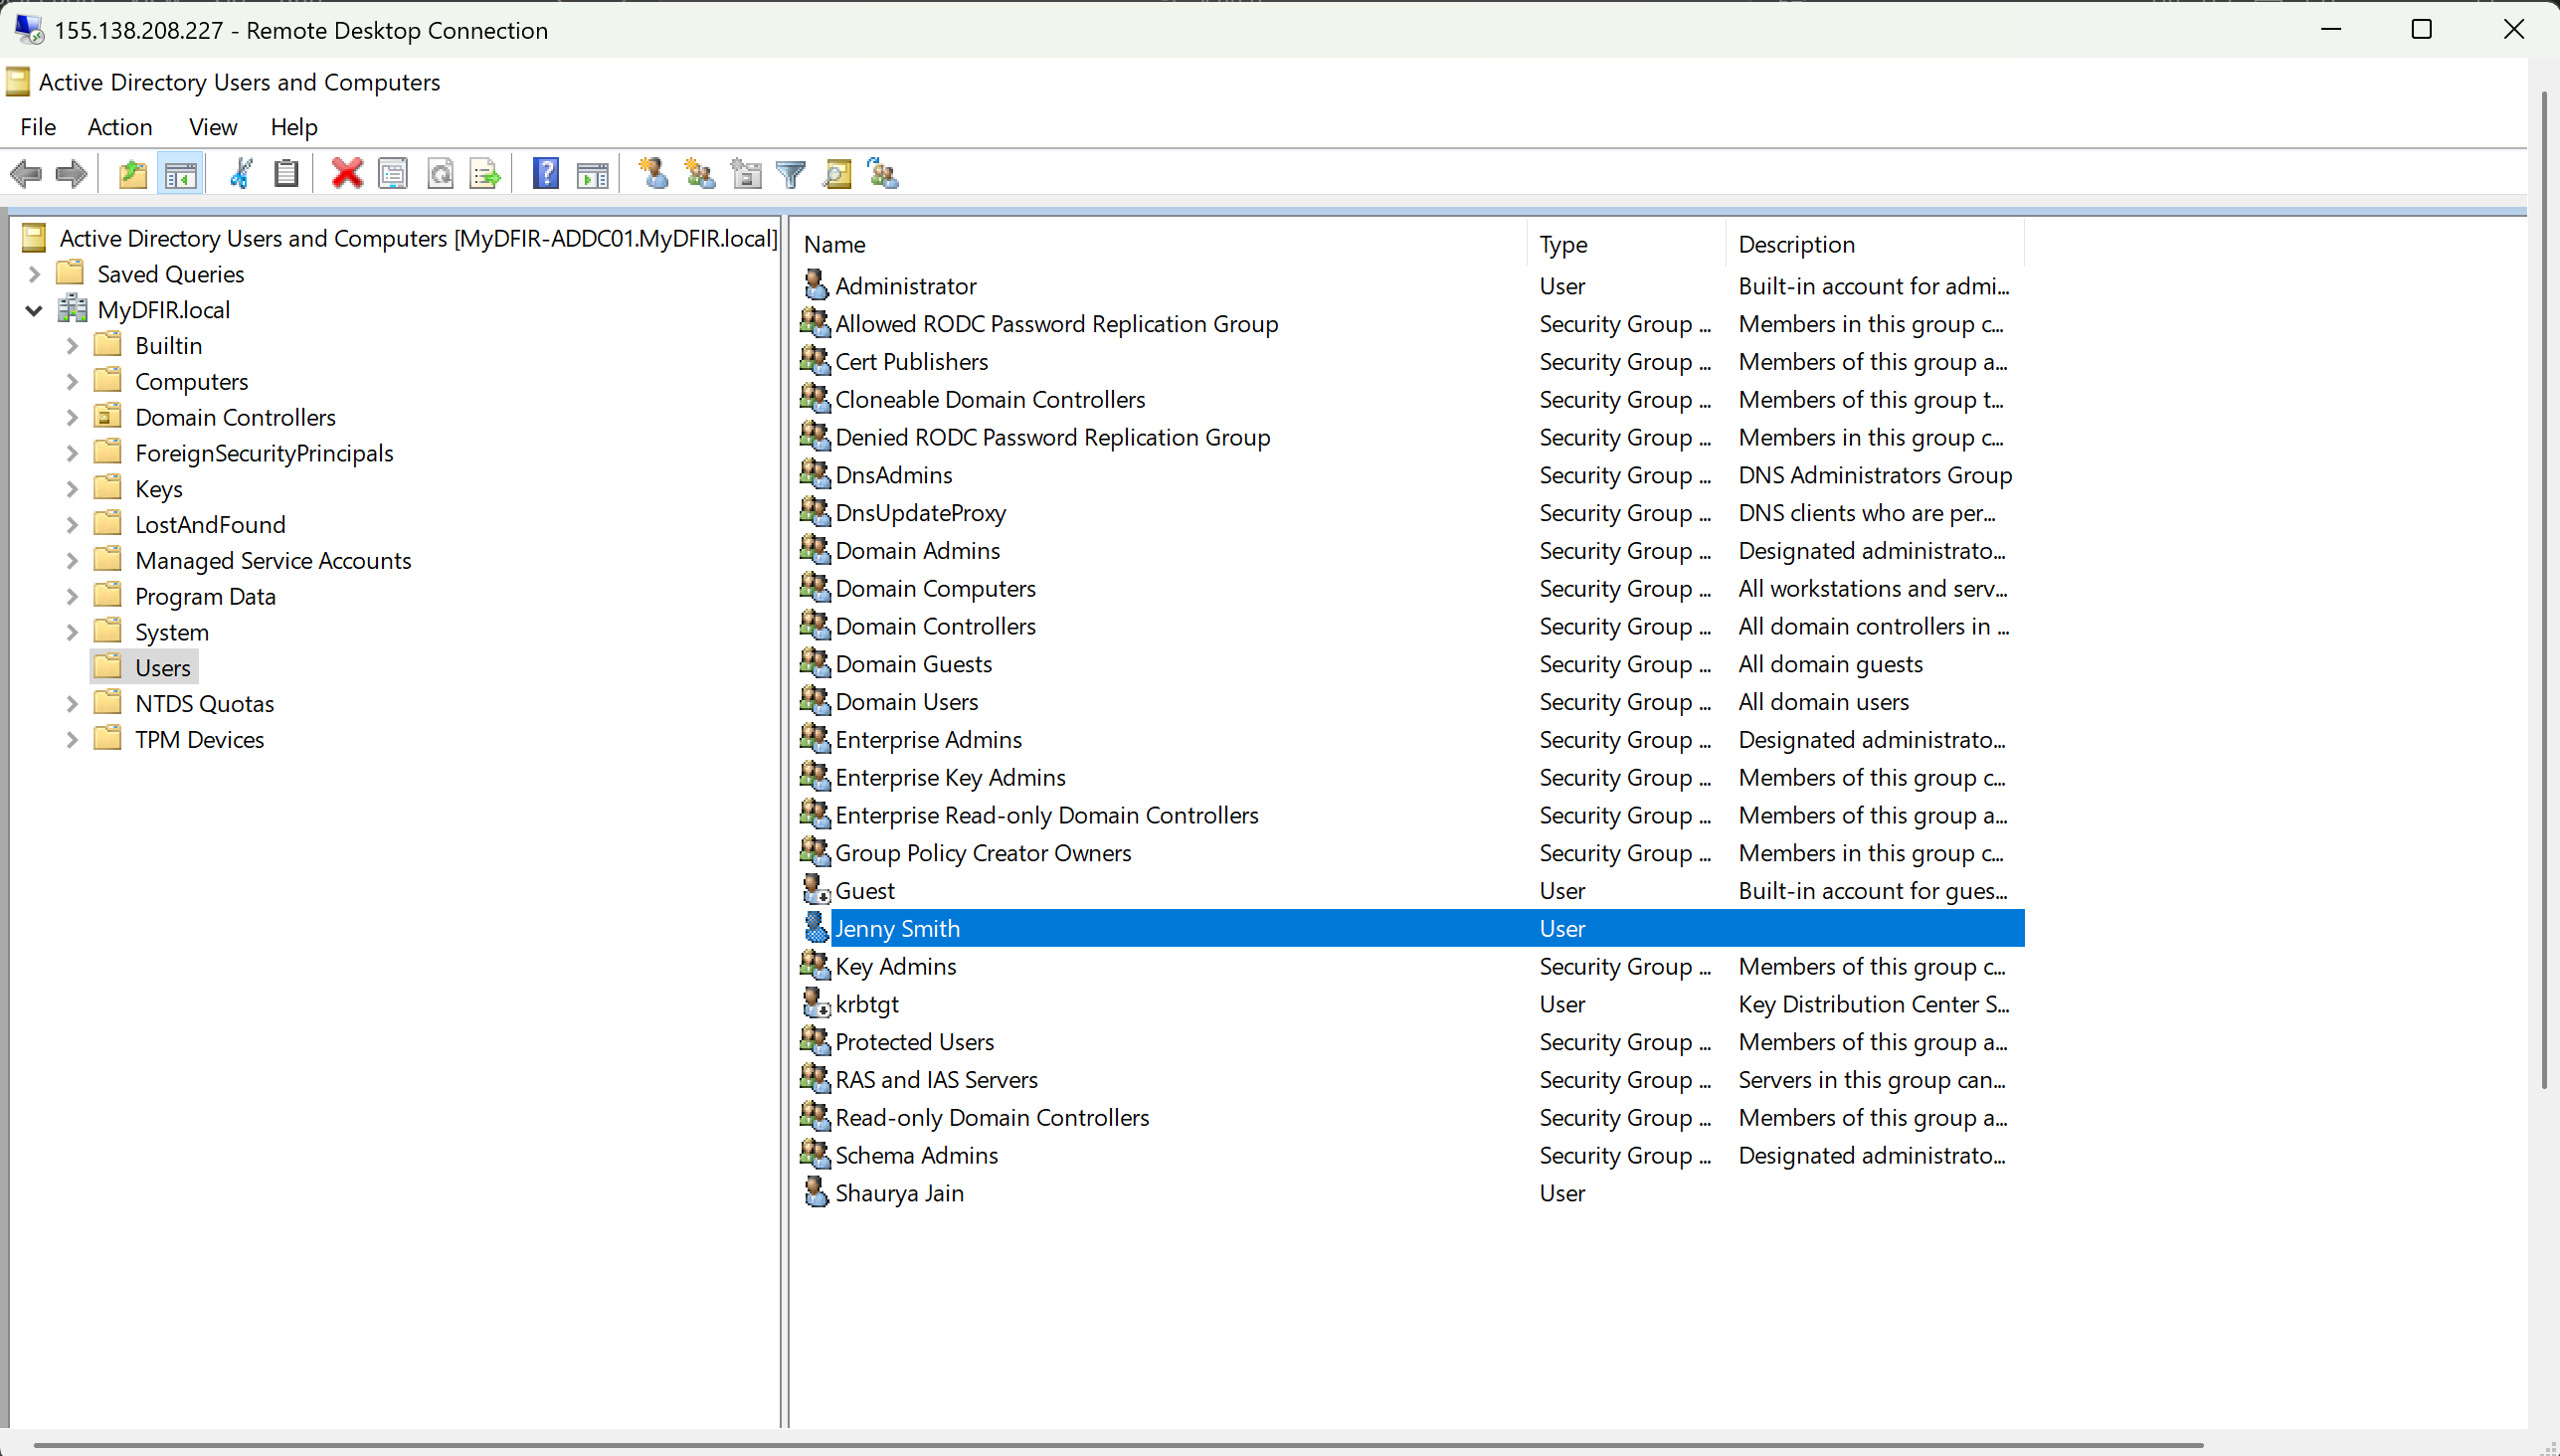 155.138.208.227 - Remote Desktop Connection
Active Directory Users and Computers
File Action View Help
Active Directory Users and Computers [MyDFIR-ADDC01.MyDFIR.local]
Saved Queries
MyDFIR.local
Builtin
Computers
Domain Controllers
ForeignSecurityPrincipals
Keys
LostAndFound
Managed Service Accounts
Program Data
System
Users
NTDS Quotas
TPM Devices
Name Type Description
Administrator User Built-in account for admi...
Allowed RODC Password Replication Group Security Group ... Members in this group c...
Cert Publishers Security Group ... Members of this group a...
Cloneable Domain Controllers Security Group ... Members of this group t...
Denied RODC Password Replication Group Security Group ... Members in this group c...
DnsAdmins Security Group ... DNS Administrators Group
DnsUpdateProxy Security Group ... DNS clients who are per...
Domain Admins Security Group ... Designated administrato...
Domain Computers Security Group ... All workstations and serv...
Domain Controllers Security Group ... All domain controllers in ...
Domain Guests Security Group ... All domain guests
Domain Users Security Group ... All domain users
Enterprise Admins Security Group ... Designated administrato...
Enterprise Key Admins Security Group ... Members of this group c...
Enterprise Read-only Domain Controllers Security Group ... Members of this group a...
Group Policy Creator Owners Security Group ... Members in this group c...
Guest User Built-in account for gues...
Jenny Smith User
Key Admins Security Group ... Members of this group c...
krbtgt User Key Distribution Center S...
Protected Users Security Group ... Members of this group a...
RAS and IAS Servers Security Group ... Servers in this group can...
Read-only Domain Controllers Security Group ... Members of this group a...
Schema Admins Security Group ... Designated administrato...
Shaurya Jain User